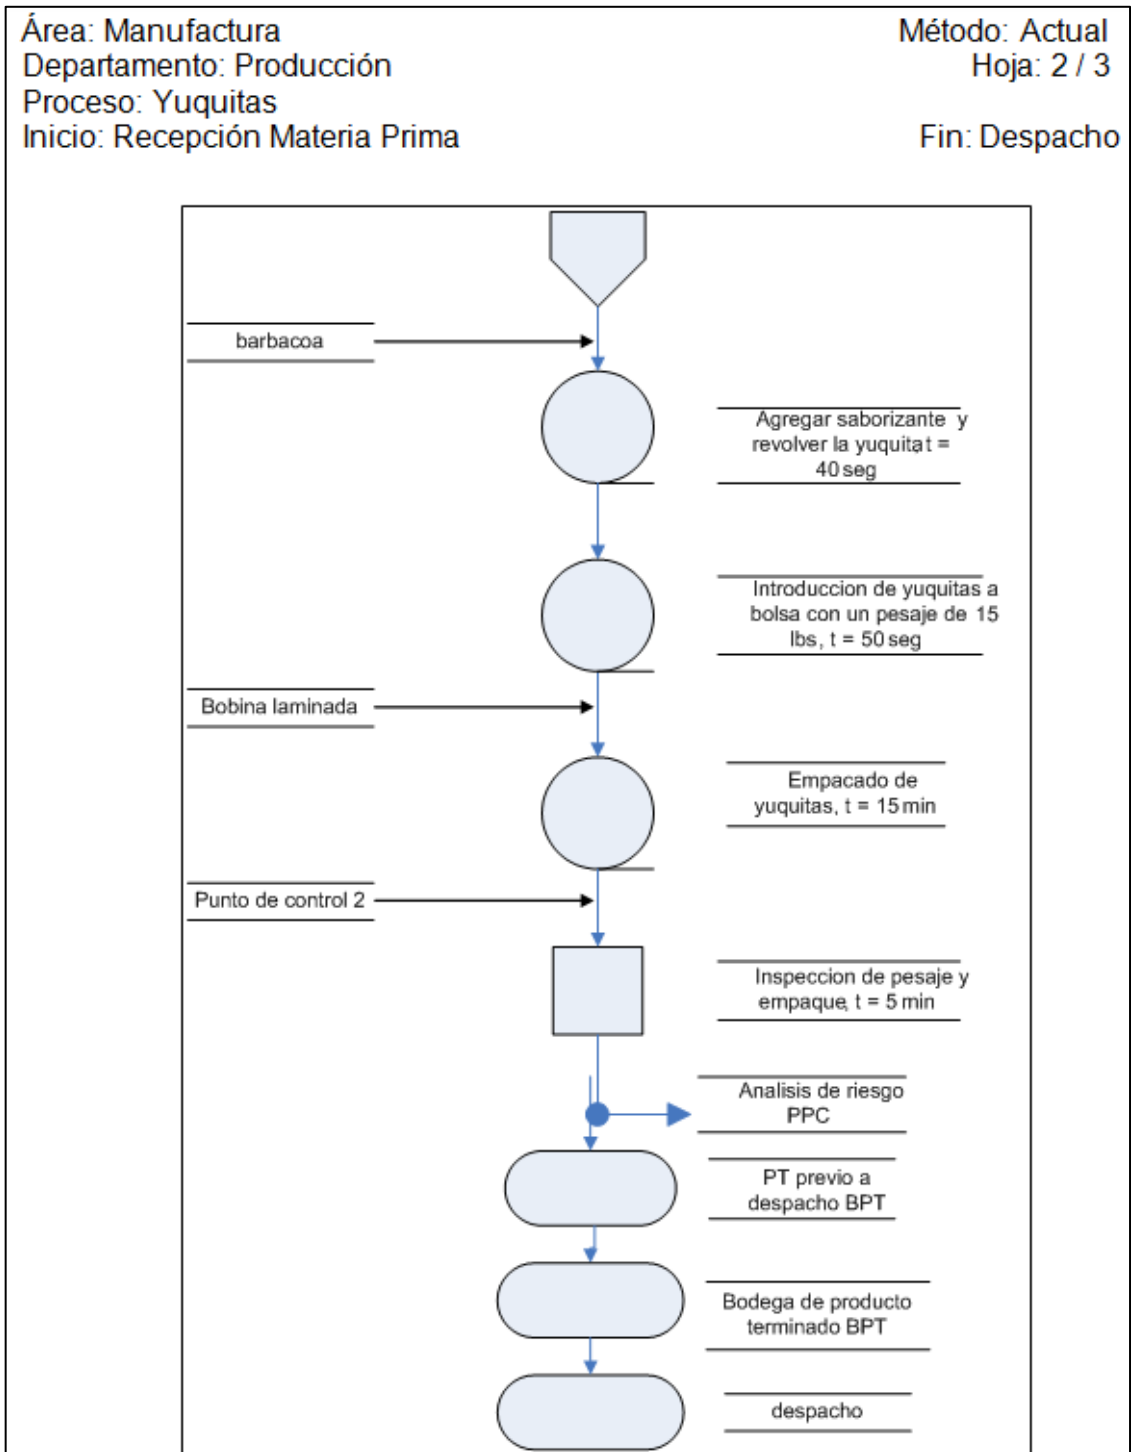 Área: Manufactura
Método: Actual
Departamento: Producción
Hoja: 2 / 3
Proceso: Yuquitas
Inicio: Recepción Materia Prima
Fin: Despacho
barbacoa
Agregar saborizante y
revolver la yuquita, t =
40 seg
Introduccion de yuquitas a
bolsa con un pesaje de 15
lbs, t = 50 seg
Bobina laminada
Empacado de
yuquitas, t = 15 min
Punto de control 2
Inspeccion de pesaje y
empaque, t = 5 min
Analisis de riesgo
PPC
PT previo a
despacho BPT
Bodega de producto
terminado BPT
despacho